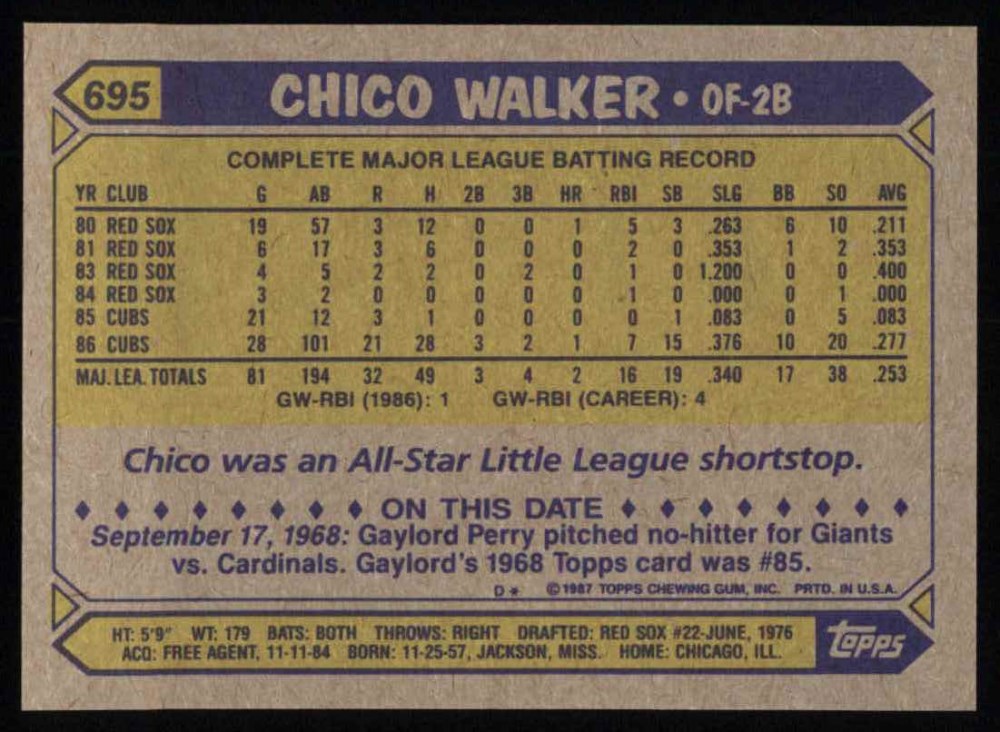 695 CHICO WALKER • OF-2B
COMPLETE MAJOR LEAGUE BATTING RECORD
YR CLUB G AB R H 2B 3B HR RBI SB SLG BB SO AVG
80 RED SOX 19 57 3 12 0 0 1 5 3 .263 6 10 .211
81 RED SOX 6 17 3 6 0 0 0 2 0 .353 1 2 .353
83 RED SOX 4 5 2 2 0 2 0 1 0 1.200 0 0 .400
84 RED SOX 3 2 0 0 0 0 0 1 0 .000 0 1 .000
85 CUBS 21 12 3 1 0 0 0 0 1 .083 0 5 .083
86 CUBS 28 101 21 28 3 2 1 7 15 .376 10 20 .277
MAJ. LEA. TOTALS 81 194 32 49 3 4 2 16 19 .340 17 38 .253
GW-RBI (1986): 1 GW-RBI (CAREER): 4
Chico was an All-Star Little League shortstop.
♦ ♦ ♦ ♦ ♦ ♦ ♦ ♦ ON THIS DATE ♦ ♦ ♦ ♦ ♦ ♦ ♦ ♦
September 17, 1968: Gaylord Perry pitched no-hitter for Giants
vs. Cardinals. Gaylord's 1968 Topps card was #85.
D* ©1987 TOPPS CHEWING GUM, INC. PRTD. IN U.S.A.
HT: 5'9" WT: 179 BATS: BOTH THROWS: RIGHT DRAFTED: RED SOX #22-JUNE, 1976
ACQ: FREE AGENT, 11-11-84 BORN: 11-25-57, JACKSON, MISS. HOME: CHICAGO, ILL.
topps